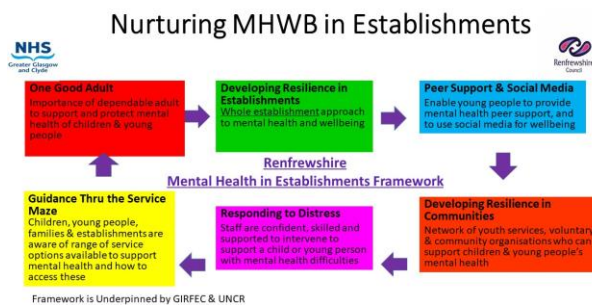 Nurturing MHWB in Establishments
NHS
Greater Glasgow
and Clyde
Renfrewshire
Council
One Good Adult
Importance of dependable adult
to support and protect mental
health of children & young
people
Developing Resilience in
Establishments
Whole establishment approach
to mental health and wellbeing
Peer Support & Social Media
Enable young people to provide
mental health peer support, and
to use social media for wellbeing
Renfrewshire
Mental Health in Establishments Framework
Guidance Thru the Service
Maze
Children, young people,
families & establishments are
aware of range of service
options available to support
mental health and how to
access these
Responding to Distress
Staff are confident, skilled and
supported to intervene to
support a child or young person
with mental health difficulties
Developing Resilience in
Communities
Network of youth services, voluntary
& community organisations who can
support children & young people's
mental health
Framework is Underpinned by GIRFEC & UNCR